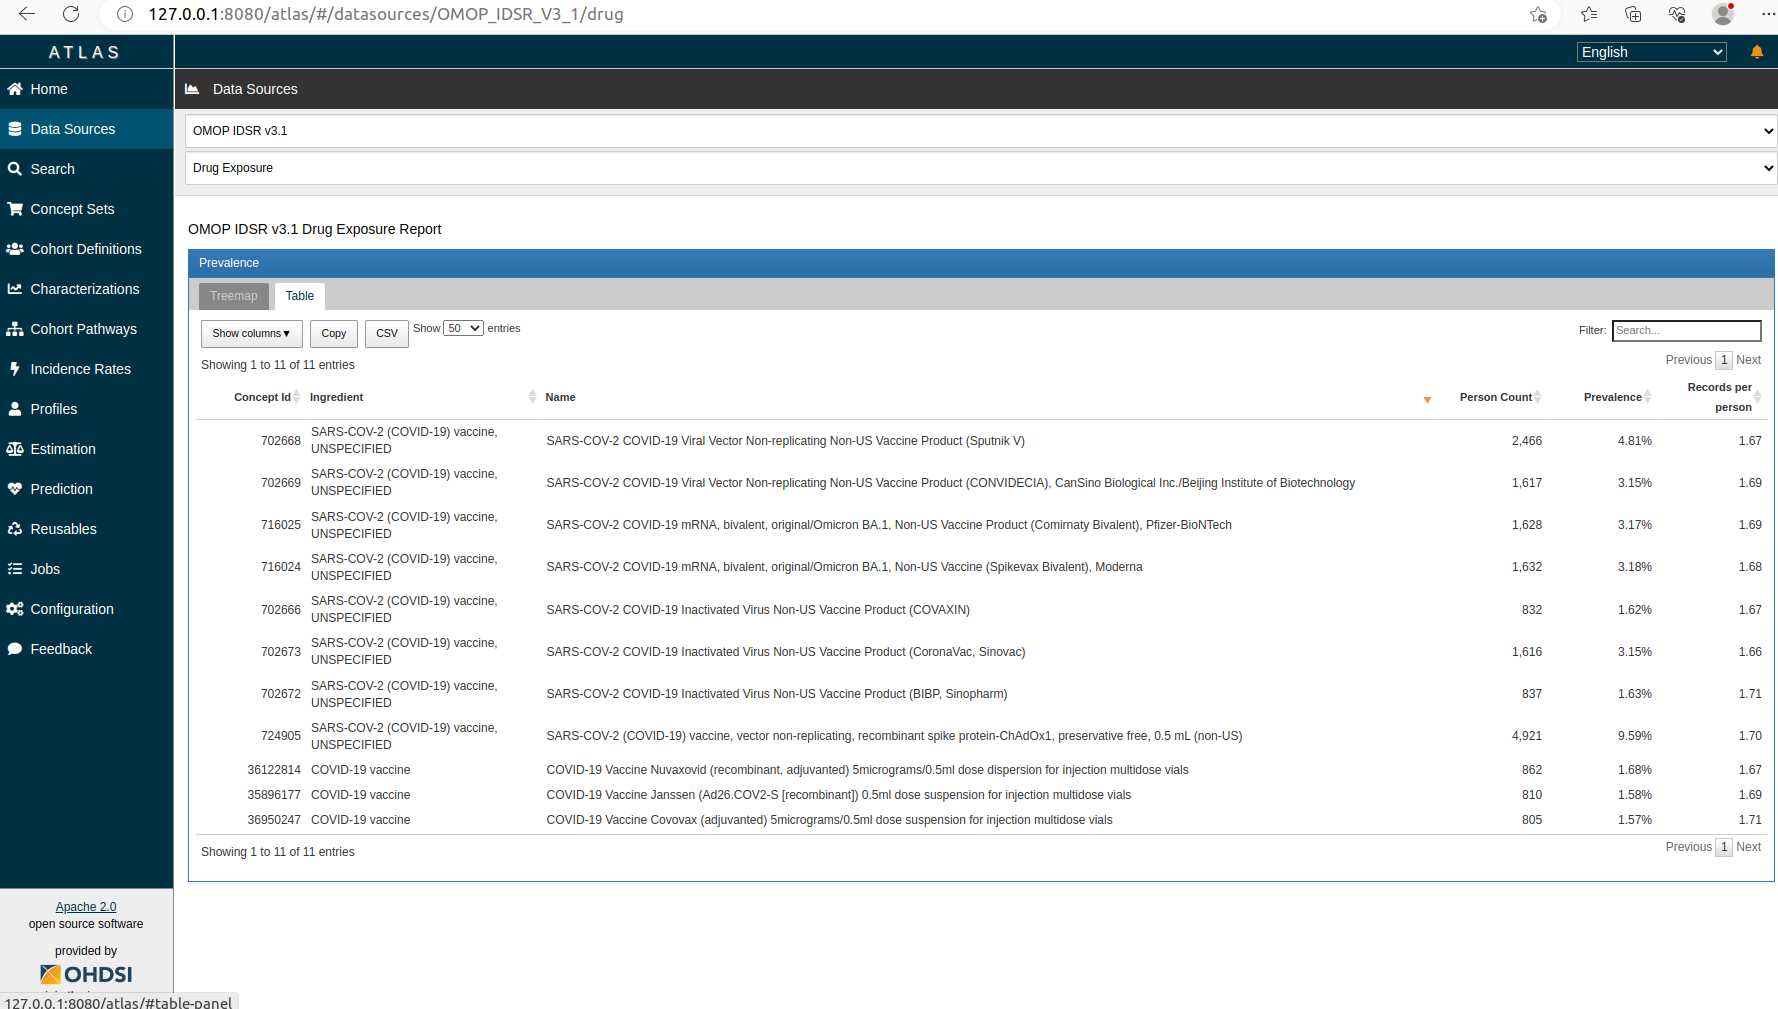 127.0.0.1:8080/atlas/#/datasources/OMOP_IDSR_V3_1/drug
ATLAS
English
Home
Data Sources
Search
Concept Sets
Cohort Definitions
Characterizations
Cohort Pathways
Incidence Rates
Profiles
Estimation
Prediction
Reusables
Jobs
Configuration
Feedback
Apache 2.0
open source software
provided by
OHDSI
127.0.0.1:8080/atlas/#table-panel
Data Sources
OMOP IDSR v3.1
Drug Exposure
OMOP IDSR v3.1 Drug Exposure Report
Prevalence
Treemap Table
Show columns▼ Copy CSV Show 50 entries Filter: Search...
Showing 1 to 11 of 11 entries Previous 1 Next
Concept Id Ingredient Name Person Count Prevalence Records per
person
702668 SARS-COV-2 (COVID-19) vaccine,
UNSPECIFIED SARS-COV-2 COVID-19 Viral Vector Non-replicating Non-US Vaccine Product (Sputnik V) 2,466 4.81% 1.67
702669 SARS-COV-2 (COVID-19) vaccine,
UNSPECIFIED SARS-COV-2 COVID-19 Viral Vector Non-replicating Non-US Vaccine Product (CONVIDECIA), CanSino Biological Inc./Beijing Institute of Biotechnology 1,617 3.15% 1.69
716025 SARS-COV-2 (COVID-19) vaccine,
UNSPECIFIED SARS-COV-2 COVID-19 mRNA, bivalent, original/Omicron BA.1, Non-US Vaccine Product (Comirnaty Bivalent), Pfizer-BioNTech 1,628 3.17% 1.69
716024 SARS-COV-2 (COVID-19) vaccine,
UNSPECIFIED SARS-COV-2 COVID-19 mRNA, bivalent, original/Omicron BA.1, Non-US Vaccine (Spikevax Bivalent), Moderna 1,632 3.18% 1.68
702666 SARS-COV-2 (COVID-19) vaccine,
UNSPECIFIED SARS-COV-2 COVID-19 Inactivated Virus Non-US Vaccine Product (COVAXIN) 832 1.62% 1.67
702673 SARS-COV-2 (COVID-19) vaccine,
UNSPECIFIED SARS-COV-2 COVID-19 Inactivated Virus Non-US Vaccine Product (CoronaVac, Sinovac) 1,616 3.15% 1.66
702672 SARS-COV-2 (COVID-19) vaccine,
UNSPECIFIED SARS-COV-2 COVID-19 Inactivated Virus Non-US Vaccine Product (BIBP, Sinopharm) 837 1.63% 1.71
724905 SARS-COV-2 (COVID-19) vaccine,
UNSPECIFIED SARS-COV-2 (COVID-19) vaccine, vector non-replicating, recombinant spike protein-ChAdOx1, preservative free, 0.5 mL (non-US) 4,921 9.59% 1.70
36122814 COVID-19 vaccine COVID-19 Vaccine Nuvaxovid (recombinant, adjuvanted) 5micrograms/0.5ml dose dispersion for injection multidose vials 862 1.68% 1.67
35896177 COVID-19 vaccine COVID-19 Vaccine Janssen (Ad26.COV2-S [recombinant]) 0.5ml dose suspension for injection multidose vials 810 1.58% 1.69
36950247 COVID-19 vaccine COVID-19 Vaccine Covovax (adjuvanted) 5micrograms/0.5ml dose suspension for injection multidose vials 805 1.57% 1.71
Showing 1 to 11 of 11 entries Previous 1 Next